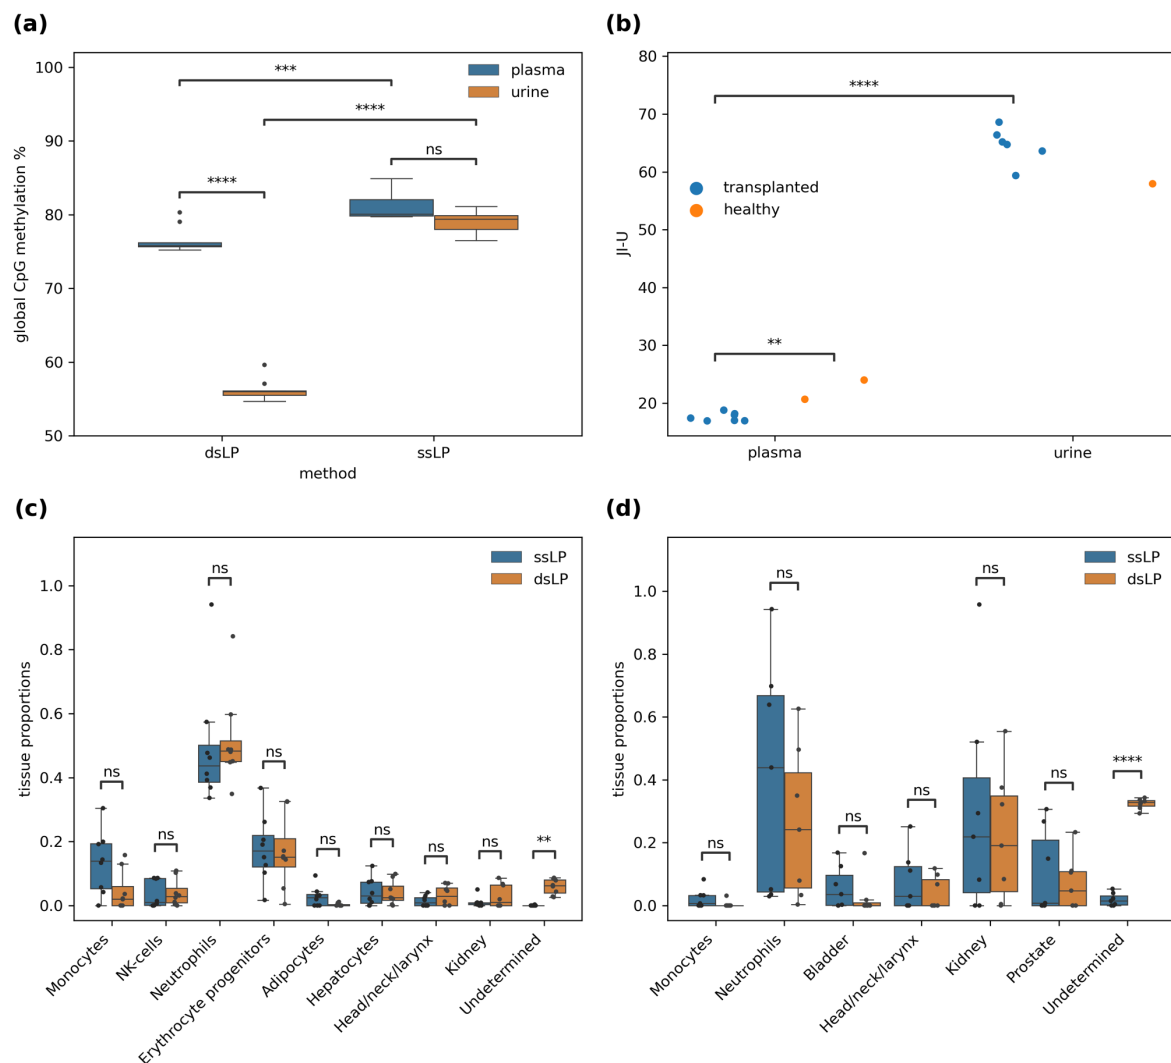 (a)
global CpG methylation %
100
90
80
70
60
50
***
****
ns
****
plasma
urine
dsLP
ssLP
method
(b)
JI-U
80
70
60
50
40
30
20
****
**
transplanted
healthy
plasma
urine
(c)
tissue proportions
1.0
0.8
0.6
0.4
0.2
0.0
ssLP
dsLP
ns
ns
ns
ns
ns
ns
ns
ns
**
Monocytes
NK-cells
Neutrophils
Erythrocyte progenitors
Adipocytes
Hepatocytes
Head/neck/larynx
Kidney
Undetermined
(d)
tissue proportions
1.0
0.8
0.6
0.4
0.2
0.0
ssLP
dsLP
ns
ns
ns
ns
ns
ns
****
Monocytes
Neutrophils
Bladder
Head/neck/larynx
Kidney
Prostate
Undetermined